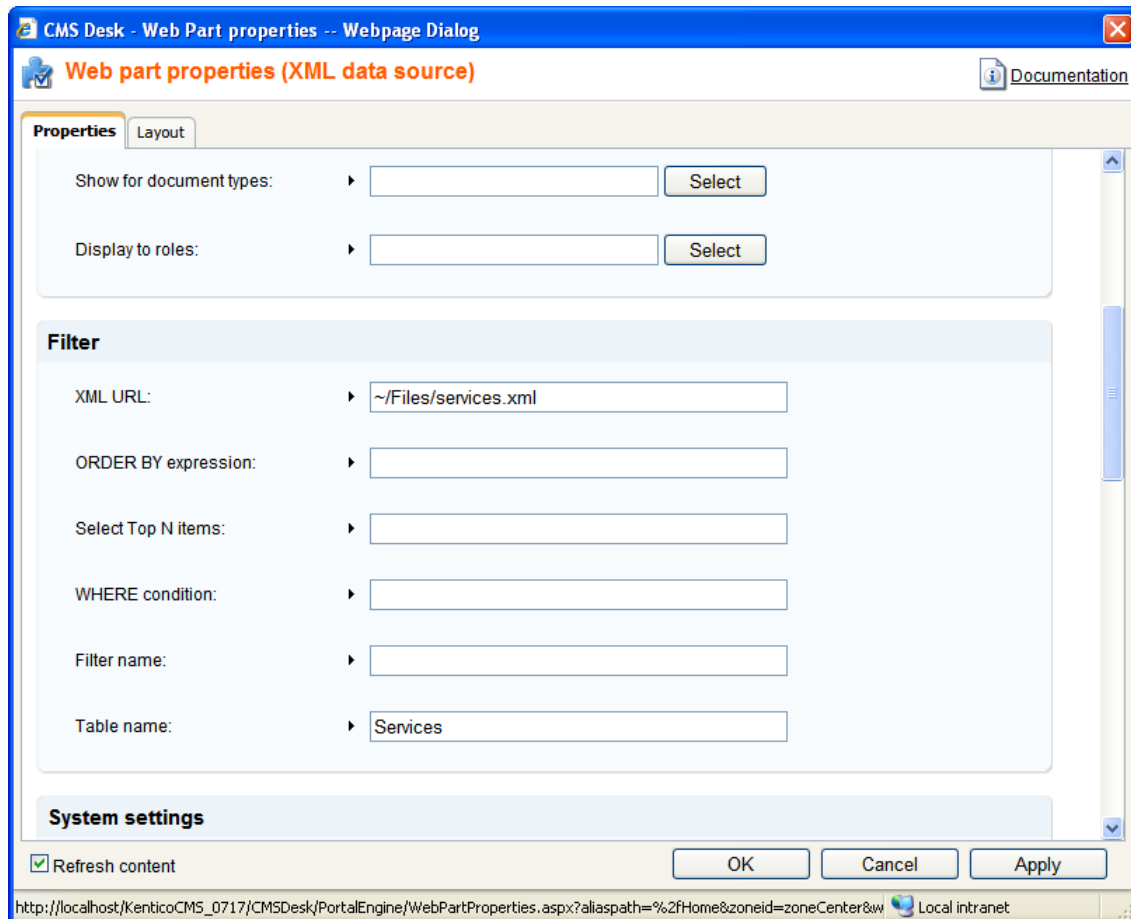 CMS Desk - Web Part properties -- Webpage Dialog
Web part properties (XML data source)
Documentation
Properties
Layout
Show for document types:
Select
Display to roles:
Select
Filter
XML URL:
~/Files/services.xml
ORDER BY expression:
Select Top N items:
WHERE condition:
Filter name:
Table name:
Services
System settings
Refresh content
OK
Cancel
Apply
http://localhost/KenticoCMS_0717/CMSDesk/PortalEngine/WebPartProperties.aspx?aliaspath=%2fHome&zoneid=zoneCenter&w
Local intranet